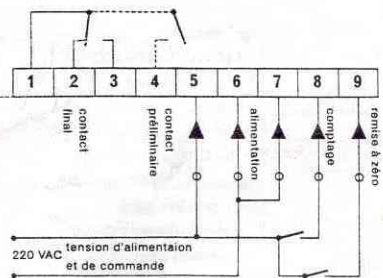 1 2 3 4 5 6 7 8 9
contact
final
contact
préliminaire
alimentation
comptage
remise à zéro
220 VAC tension d'alimentaion
et de commande